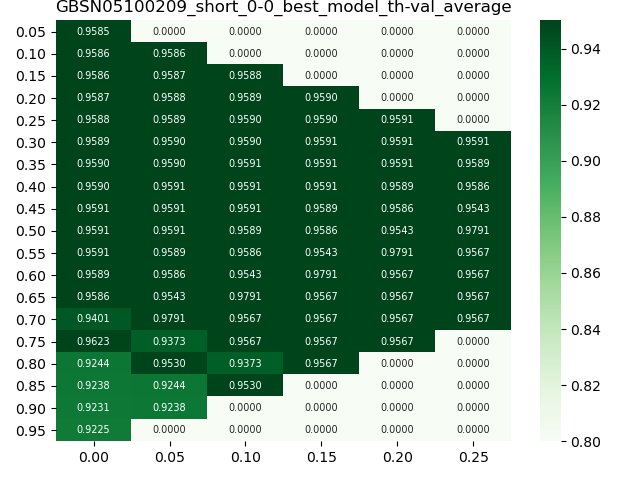 GBSN05100209_short_0-0_best_model_th-val_average
0.05 0.9585 0.0000 0.0000 0.0000 0.0000 0.0000
0.10 0.9586 0.9586 0.0000 0.0000 0.0000 0.0000
0.15 0.9586 0.9587 0.9588 0.0000 0.0000 0.0000
0.20 0.9587 0.9588 0.9589 0.9590 0.0000 0.0000
0.25 0.9588 0.9589 0.9590 0.9590 0.9591 0.0000
0.30 0.9589 0.9590 0.9590 0.9591 0.9591 0.9591
0.35 0.9590 0.9590 0.9591 0.9591 0.9591 0.9589
0.40 0.9590 0.9591 0.9591 0.9591 0.9589 0.9586
0.45 0.9591 0.9591 0.9591 0.9589 0.9586 0.9543
0.50 0.9591 0.9591 0.9589 0.9586 0.9543 0.9791
0.55 0.9591 0.9589 0.9586 0.9543 0.9791 0.9567
0.60 0.9589 0.9586 0.9543 0.9791 0.9567 0.9567
0.65 0.9586 0.9543 0.9791 0.9567 0.9567 0.9567
0.70 0.9401 0.9791 0.9567 0.9567 0.9567 0.9567
0.75 0.9623 0.9373 0.9567 0.9567 0.9567 0.0000
0.80 0.9244 0.9530 0.9373 0.9567 0.0000 0.0000
0.85 0.9238 0.9244 0.9530 0.0000 0.0000 0.0000
0.90 0.9231 0.9238 0.0000 0.0000 0.0000 0.0000
0.95 0.9225 0.0000 0.0000 0.0000 0.0000 0.0000
0.00 0.05 0.10 0.15 0.20 0.25
0.94
0.92
0.90
0.88
0.86
0.84
0.82
0.80